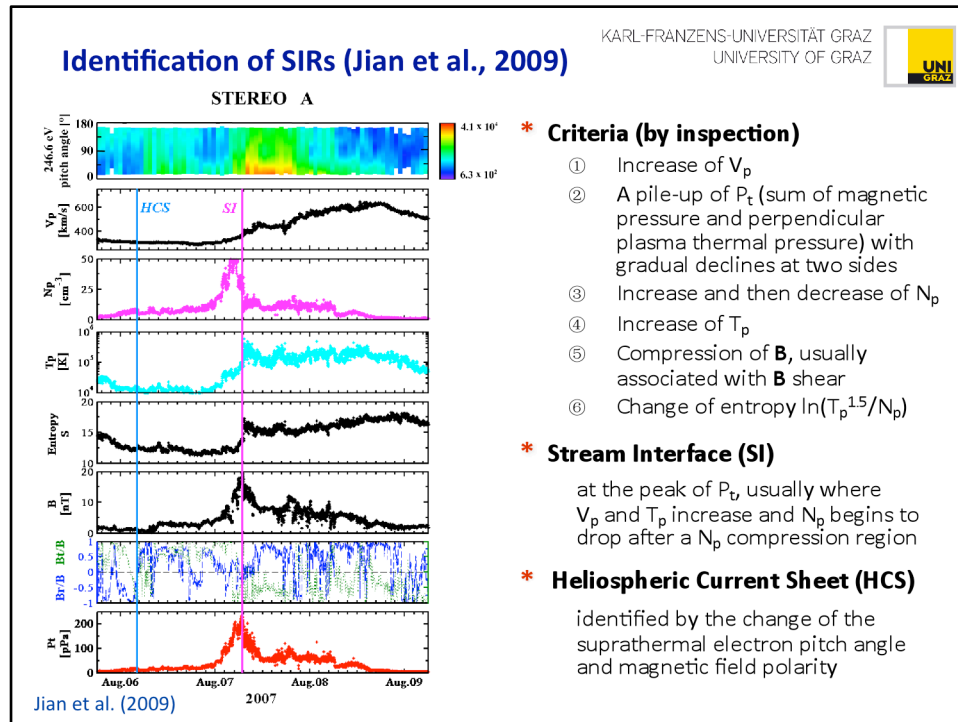 KARL-FRANZENS-UNIVERSITÄT GRAZ
UNIVERSITY OF GRAZ
UNI
GRAZ
Identification of SIRs (Jian et al., 2009)
STEREO A
246.6 eV
pitch angle [°]
180
90
0
4.1 x 10⁴
6.3 x 10²
HCS
SI
Vp
[km/s]
600
400
Np
[cm⁻³]
50
25
0
Tp
[K]
10⁶
10⁵
10⁴
Entropy
S
20
15
10
B
[nT]
20
10
0
Bt/B
Br/B
1
0.5
0
-0.5
-1
Pt
[pPa]
200
100
0
Aug.06
Aug.07
Aug.08
Aug.09
2007
Jian et al. (2009)
* Criteria (by inspection)
① Increase of Vₚ
② A pile-up of Pₜ (sum of magnetic
pressure and perpendicular
plasma thermal pressure) with
gradual declines at two sides
③ Increase and then decrease of Nₚ
④ Increase of Tₚ
⑤ Compression of B, usually
associated with B shear
⑥ Change of entropy ln(Tₚ¹·⁵/Nₚ)
* Stream Interface (SI)
at the peak of Pₜ, usually where
Vₚ and Tₚ increase and Nₚ begins to
drop after a Nₚ compression region
* Heliospheric Current Sheet (HCS)
identified by the change of the
suprathermal electron pitch angle
and magnetic field polarity